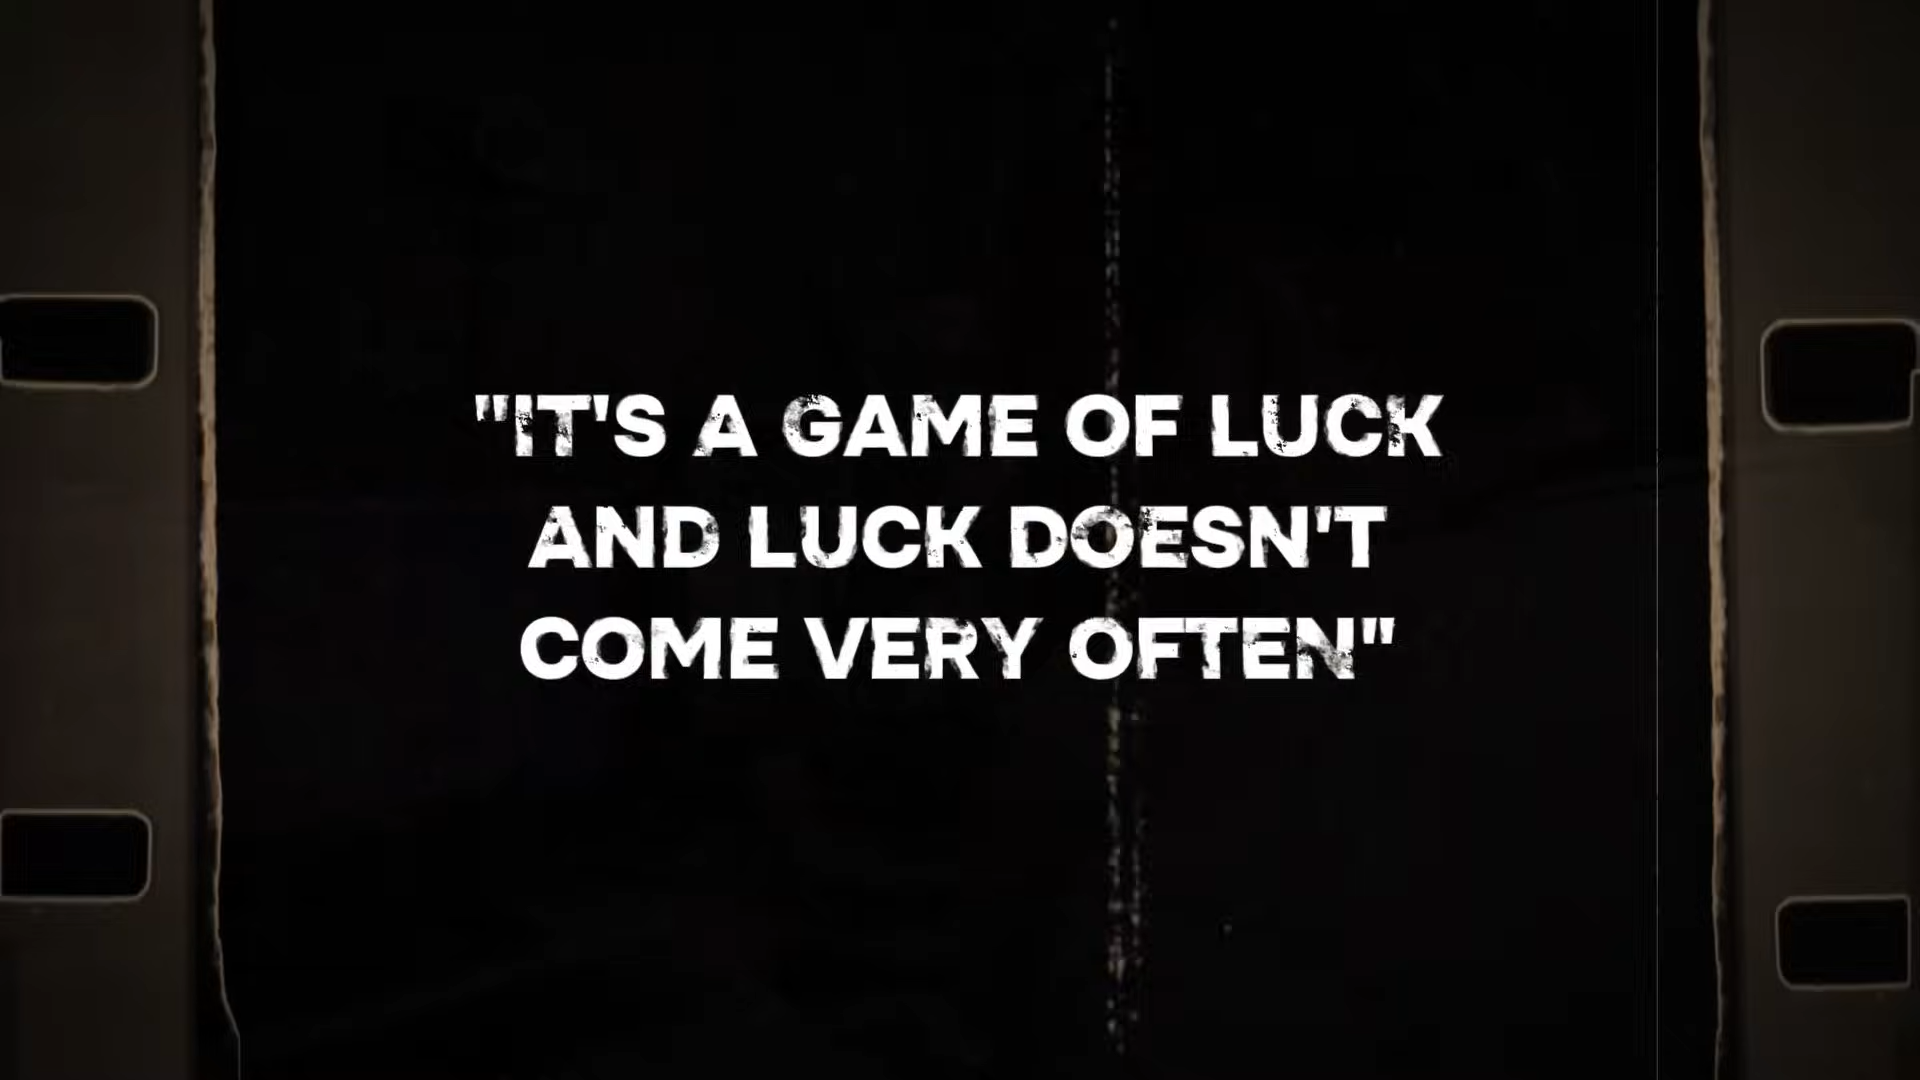 "IT'S A GAME OF LUCK
AND LUCK DOESN'T
COME VERY OFTEN"